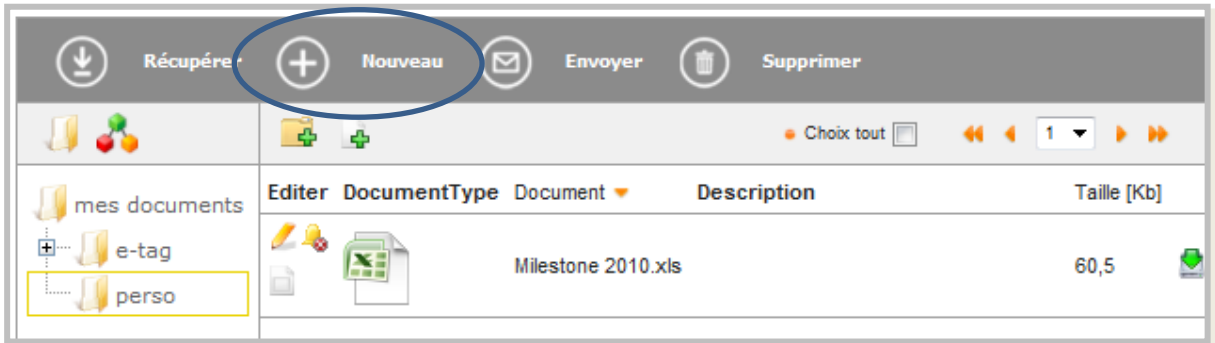 Récupérer Nouveau Envoyer Supprimer
Choix tout 1
mes documents
e-tag
perso
Editer DocumentType Document Description Taille [Kb]
Milestone 2010.xls 60,5